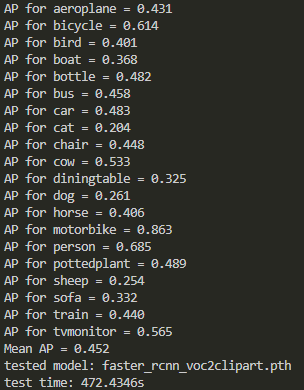 AP for aeroplane = 0.431
AP for bicycle = 0.614
AP for bird = 0.401
AP for boat = 0.368
AP for bottle = 0.482
AP for bus = 0.458
AP for car = 0.483
AP for cat = 0.204
AP for chair = 0.448
AP for cow = 0.533
AP for diningtable = 0.325
AP for dog = 0.261
AP for horse = 0.406
AP for motorbike = 0.863
AP for person = 0.685
AP for pottedplant = 0.489
AP for sheep = 0.254
AP for sofa = 0.332
AP for train = 0.440
AP for tvmonitor = 0.565
Mean AP = 0.452
tested model: faster_rcnn_voc2clipart.pth
test time: 472.4346s